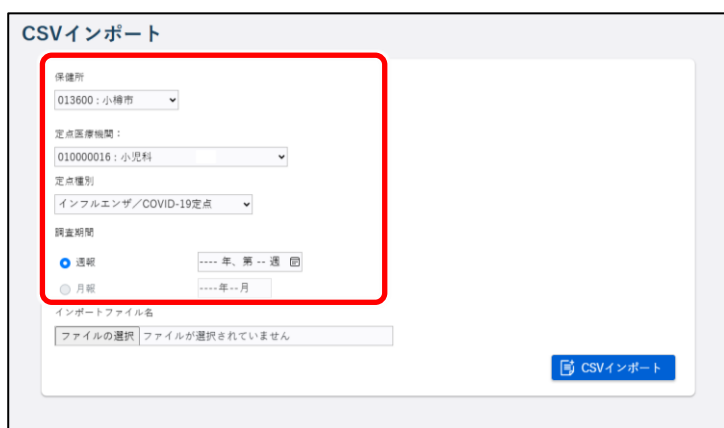 CSVインポート
保健所
013600：小樽市
定点医療機関：
010000016：小児科
定点種別
インフルエンザ／COVID-19定点
調査期間
週報 ---- 年、第 -- 週
月報 ----年--月
インポートファイル名
ファイルの選択 ファイルが選択されていません
CSVインポート